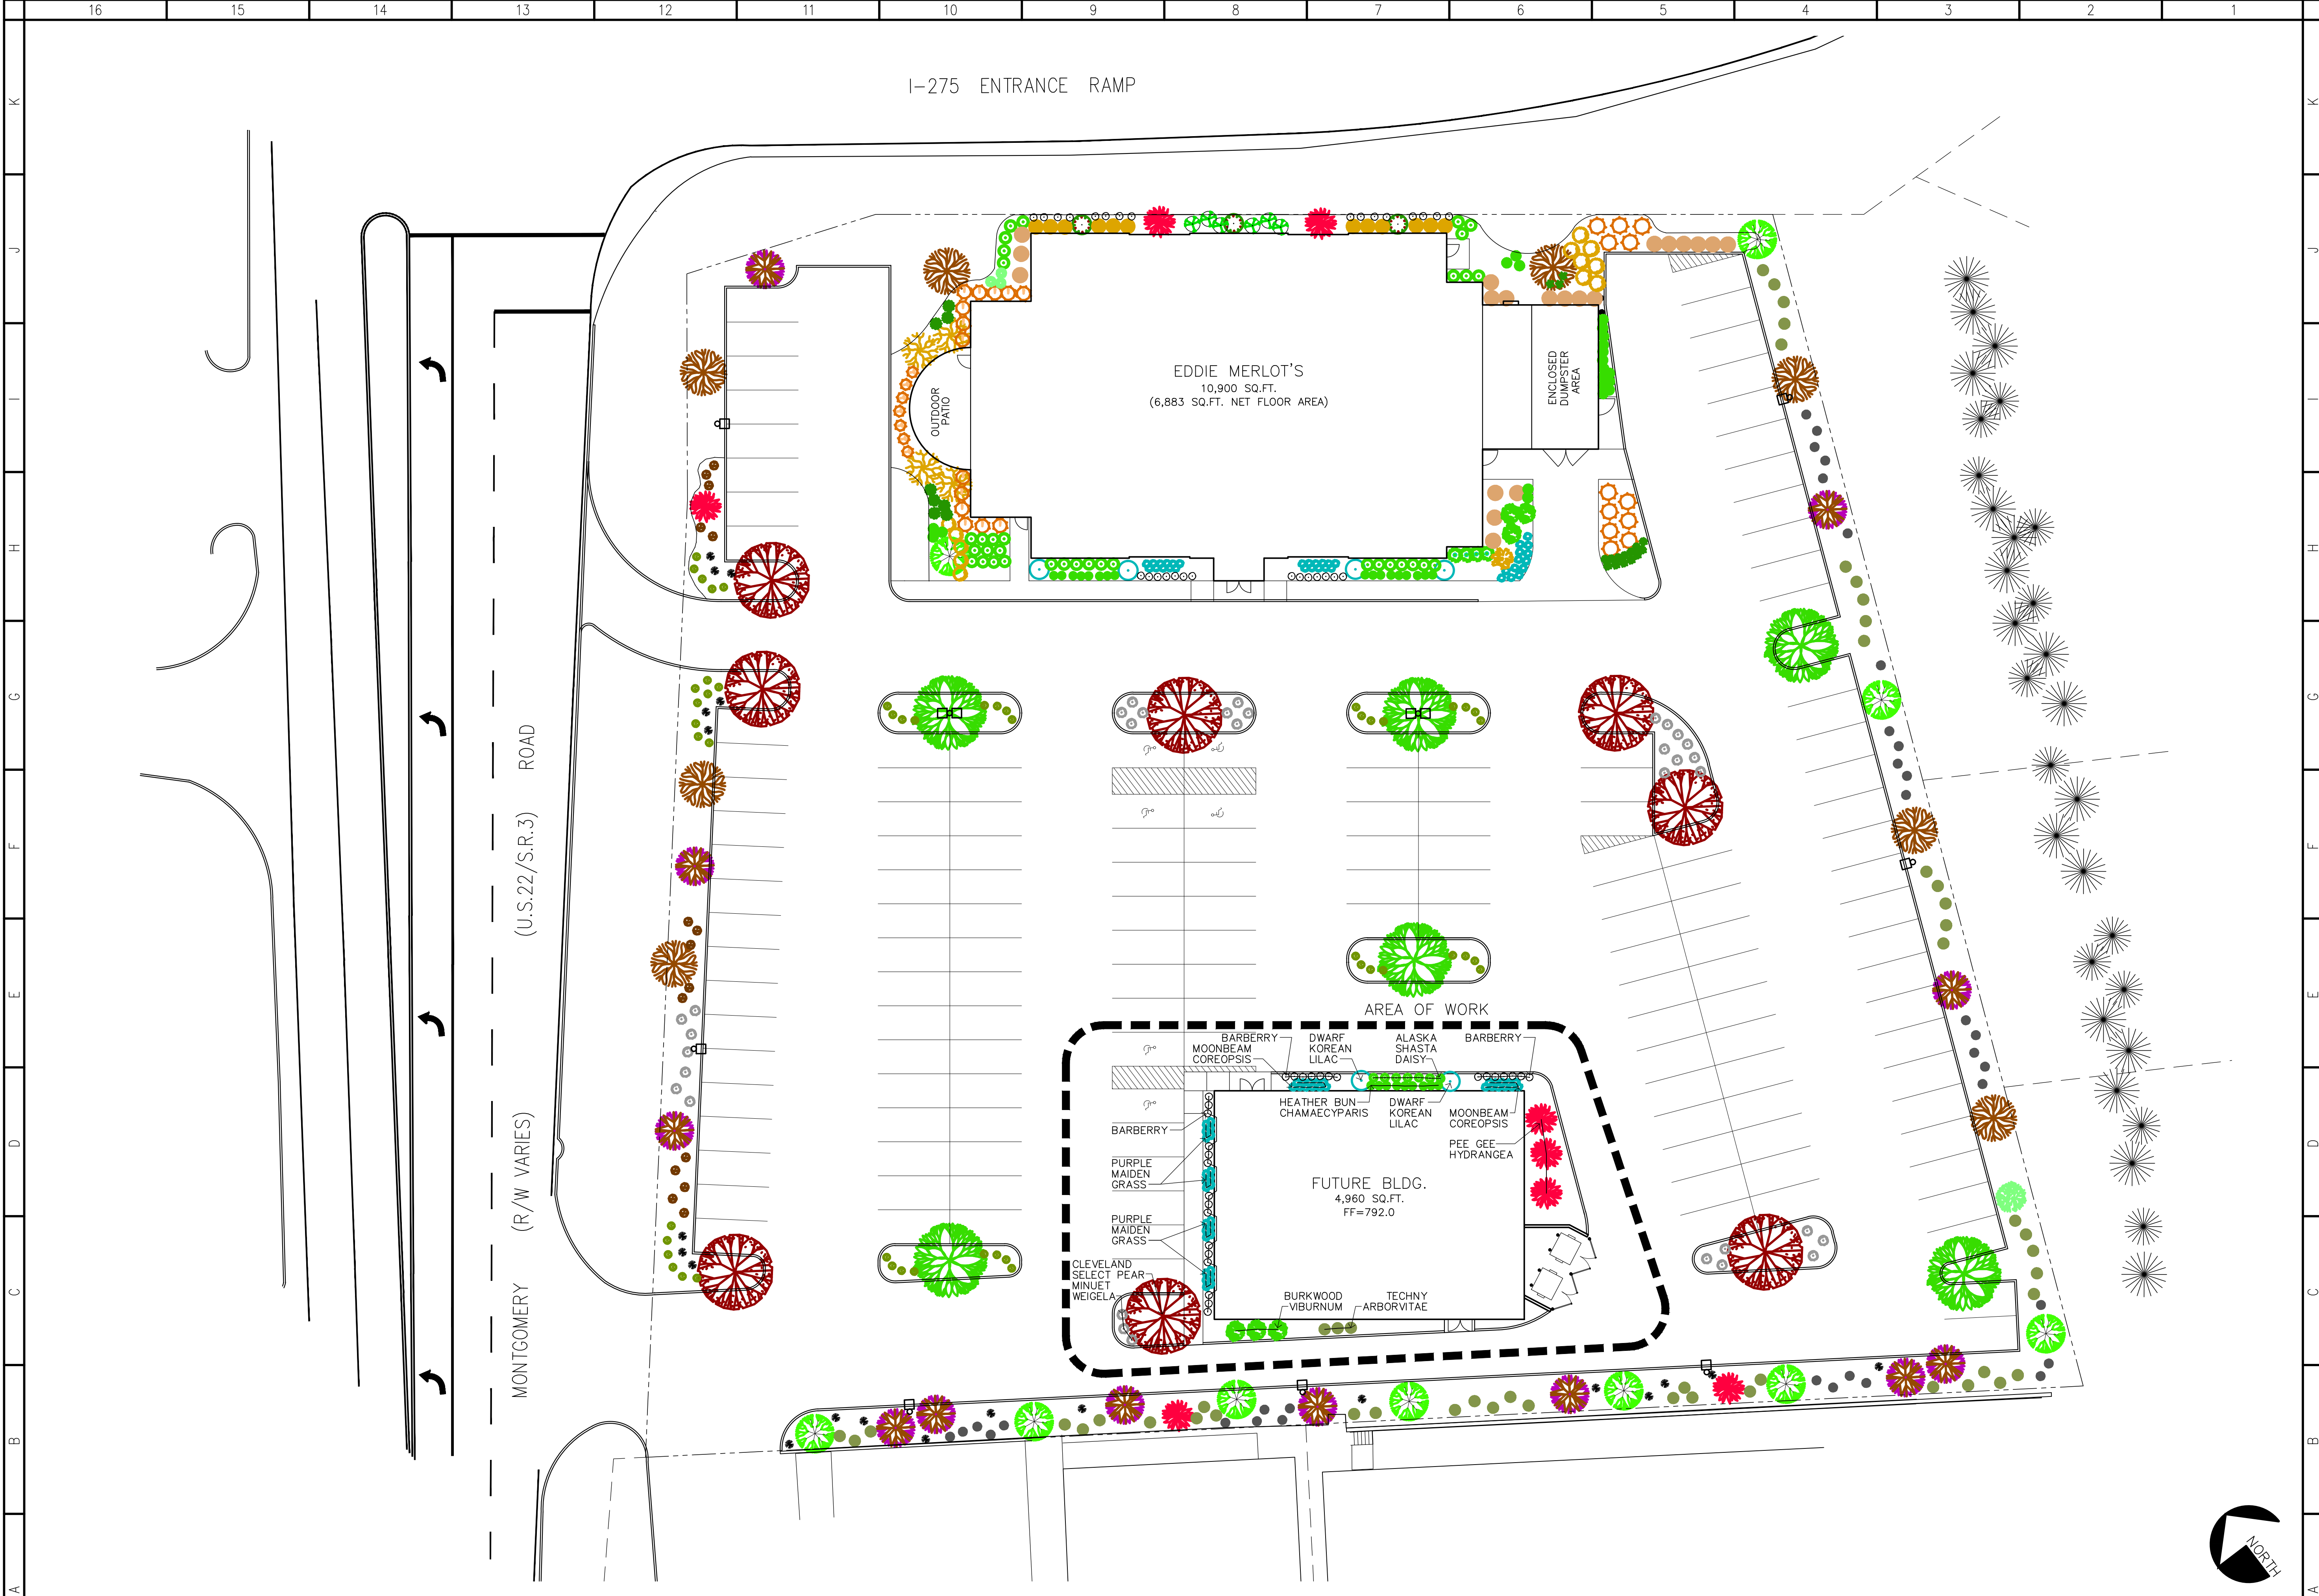 16 15 14 13 12 11 10 9 8 7 6 5 4 3 2 1
K
K
J
J
I
I
H
H
G
G
F
F
E
E
D
D
C
C
B
B
A
A
I-275 ENTRANCE RAMP
EDDIE MERLOT'S
10,900 SQ.FT.
(6,883 SQ.FT. NET FLOOR AREA)
OUTDOOR
PATIO
ENCLOSED
DUMPSTER
AREA
MONTGOMERY ROAD
(R/W VARIES) (U.S.22/S.R.3)
AREA OF WORK
BARBERRY
MOONBEAM
COREOPSIS
DWARF
KOREAN
LILAC
ALASKA
SHASTA
DAISY
BARBERRY
HEATHER BUN
CHAMAECYPARIS
DWARF
KOREAN
LILAC
MOONBEAM
COREOPSIS
PEE GEE
HYDRANGEA
BARBERRY
PURPLE
MAIDEN
GRASS
PURPLE
MAIDEN
GRASS
FUTURE BLDG.
4,960 SQ.FT.
FF=792.0
CLEVELAND
SELECT PEAR
MINUET
WEIGELA
BURKWOOD
VIBURNUM
TECHNY
ARBORVITAE
NORTH